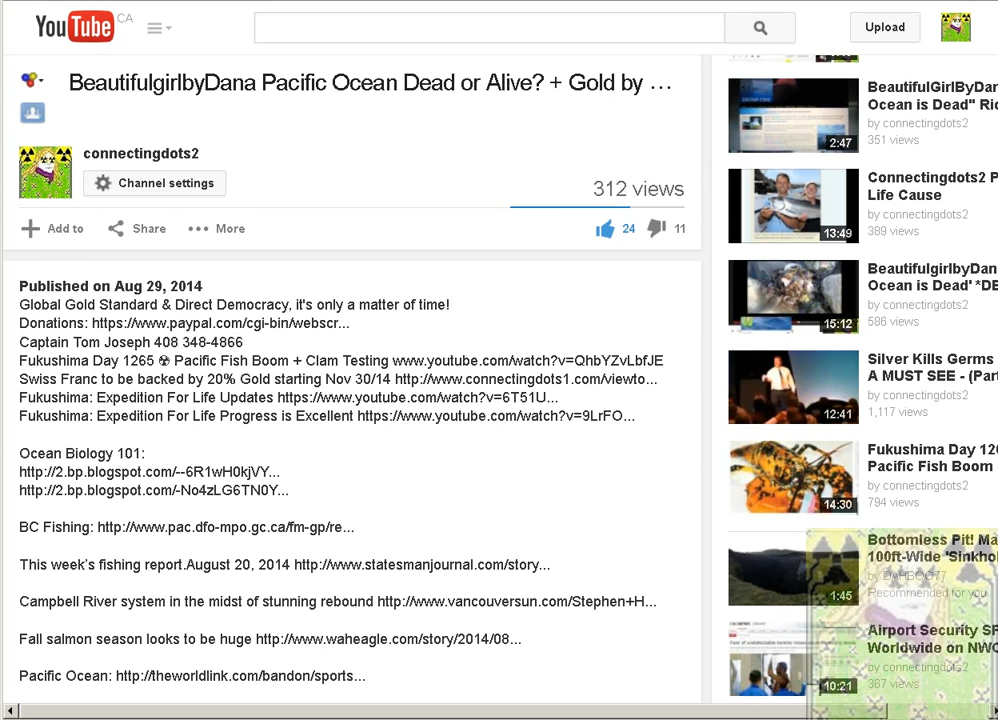 YouTube CA
Upload
BeautifulgirlbyDana Pacific Ocean Dead or Alive? + Gold by ...
connectingdots2
Channel settings
312 views
Add to
Share
More
24
11
Published on Aug 29, 2014
Global Gold Standard & Direct Democracy, it's only a matter of time!
Donations: https://www.paypal.com/cgi-bin/webscr...
Captain Tom Joseph 408 348-4866
Fukushima Day 1265 ☢ Pacific Fish Boom + Clam Testing www.youtube.com/watch?v=QhbYZvLbfJE
Swiss Franc to be backed by 20% Gold starting Nov 30/14 http://www.connectingdots1.com/viewto...
Fukushima: Expedition For Life Updates https://www.youtube.com/watch?v=6T51U...
Fukushima: Expedition For Life Progress is Excellent https://www.youtube.com/watch?v=9LrFO...
Ocean Biology 101:
http://2.bp.blogspot.com/--6R1wH0kjVY...
http://2.bp.blogspot.com/-No4zLG6TN0Y...
BC Fishing: http://www.pac.dfo-mpo.gc.ca/fm-gp/re...
This week's fishing report.August 20, 2014 http://www.statesmanjournal.com/story...
Campbell River system in the midst of stunning rebound http://www.vancouversun.com/Stephen+H...
Fall salmon season looks to be huge http://www.waheagle.com/story/2014/08...
Pacific Ocean: http://theworldlink.com/bandon/sports...
2:47
BeautifulGirlByDan
Ocean is Dead" Ric
by connectingdots2
351 views
13:49
Connectingdots2 P
Life Cause
by connectingdots2
389 views
15:12
BeautifulgirlbyDan
Ocean is Dead' *DE
by connectingdots2
586 views
12:41
Silver Kills Germs
A MUST SEE - (Part
by connectingdots2
1,117 views
14:30
Fukushima Day 120
Pacific Fish Boom
by connectingdots2
794 views
1:45
Bottomless Pit! Ma
100ft-Wide 'Sinkhol
by DAHBOO77
Recommended for you
10:21
Airport Security SF
Worldwide on NWO
by connectingdots2
387 views